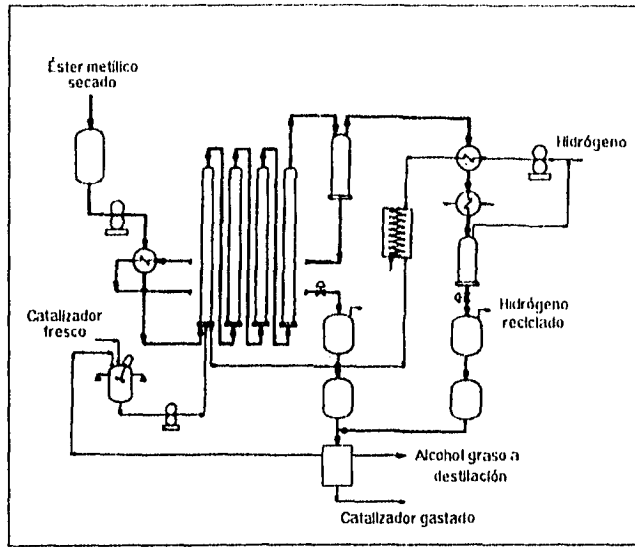 Éster metílico
secado
Hidrógeno
Catalizador
fresco
Hidrógeno
reciclado
Alcohol graso a
destilación
Catalizador gastado